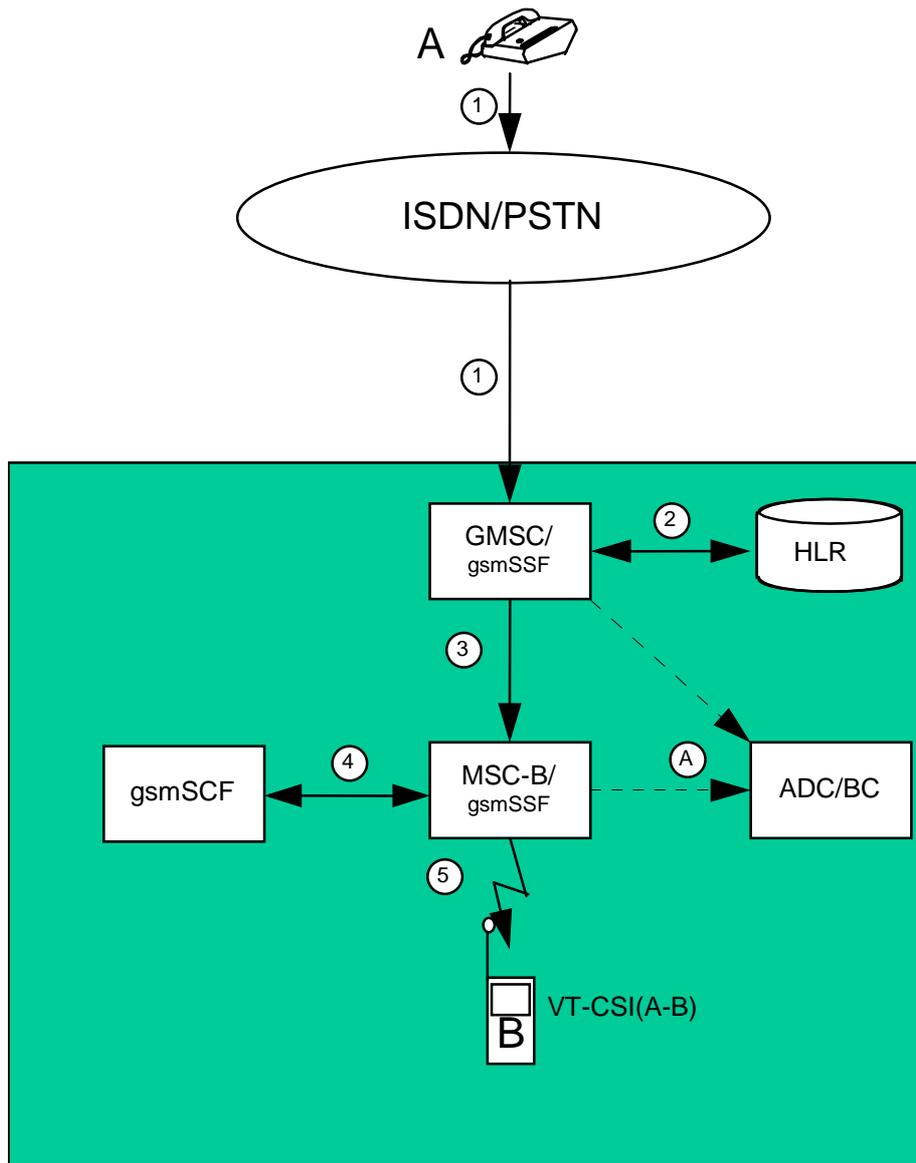 A
1
ISDN/PSTN
1
GMSC/
gsmSSF
2
HLR
3
gsmSCF
4
MSC-B/
gsmSSF
A
ADC/BC
5
VT-CSI(A-B)
B